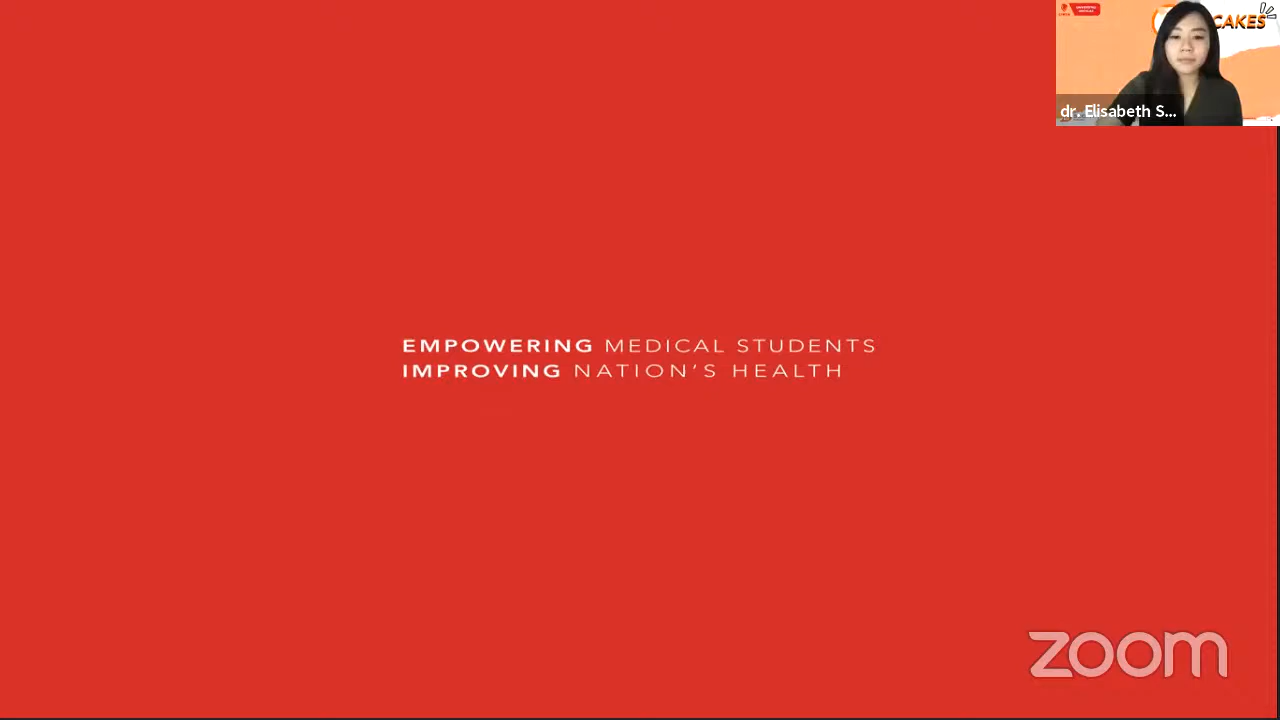 CAKES
dr. Elisabeth S...
EMPOWERING MEDICAL STUDENTS
IMPROVING NATION'S HEALTH
zoom